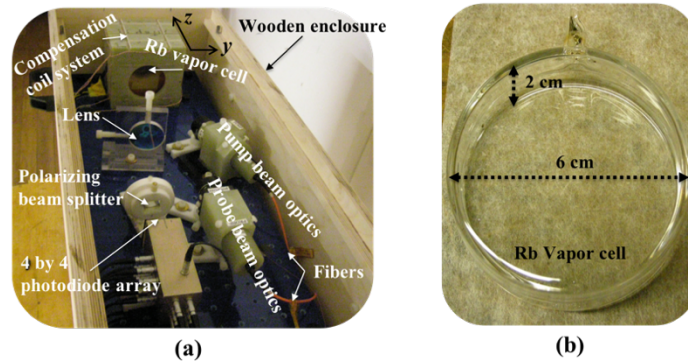 Compensation
coil system
z
y
Wooden enclosure
Rb vapor cell
Lens
Pump beam optics
Polarizing
beam splitter
Probe beam optics
4 by 4
photodiode array
Fibers
(a)
2 cm
6 cm
Rb Vapor cell
(b)